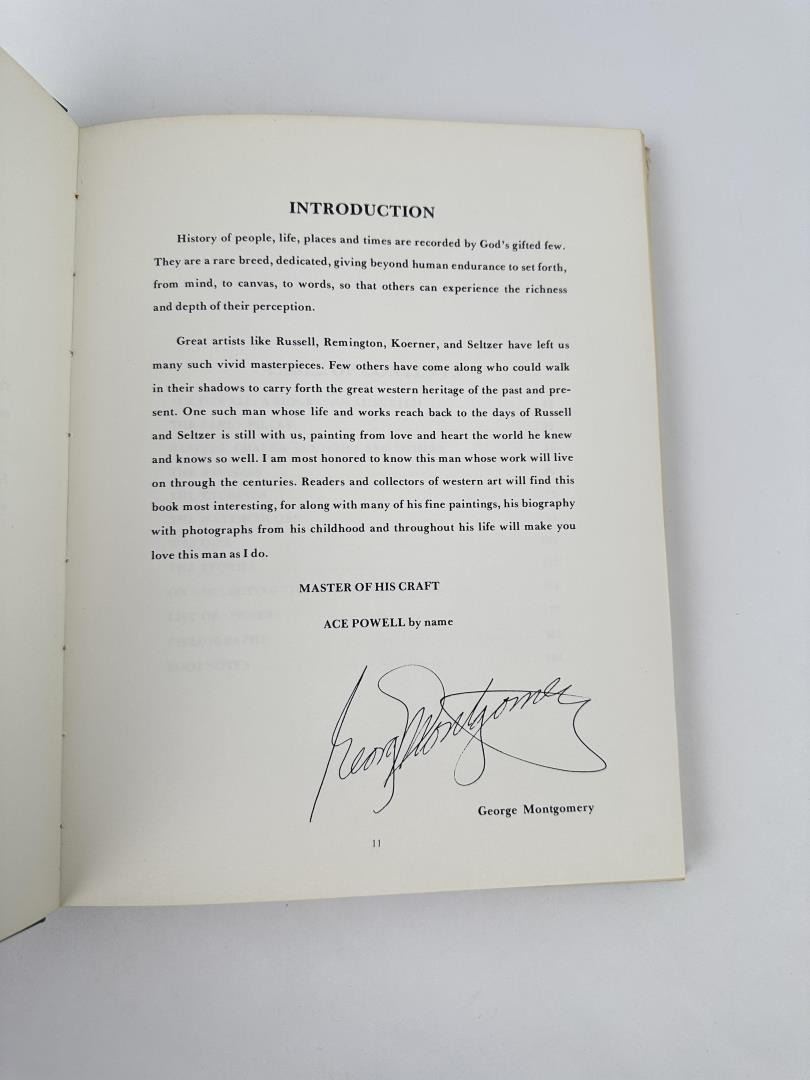 INTRODUCTION
History of people, life, places and times are recorded by God's gifted few.
They are a rare breed, dedicated, giving beyond human endurance to set forth,
from mind, to canvas, to words, so that others can experience the richness
and depth of their perception.
Great artists like Russell, Remington, Koerner, and Seltzer have left us
many such vivid masterpieces. Few others have come along who could walk
in their shadows to carry forth the great western heritage of the past and pre-
sent. One such man whose life and works reach back to the days of Russell
and Seltzer is still with us, painting from love and heart the world he knew
and knows so well. I am most honored to know this man whose work will live
on through the centuries. Readers and collectors of western art will find this
book most interesting, for along with many of his fine paintings, his biography
with photographs from his childhood and throughout his life will make you
love this man as I do.
MASTER OF HIS CRAFT
ACE POWELL by name
George Montgomery
George Montgomery
11